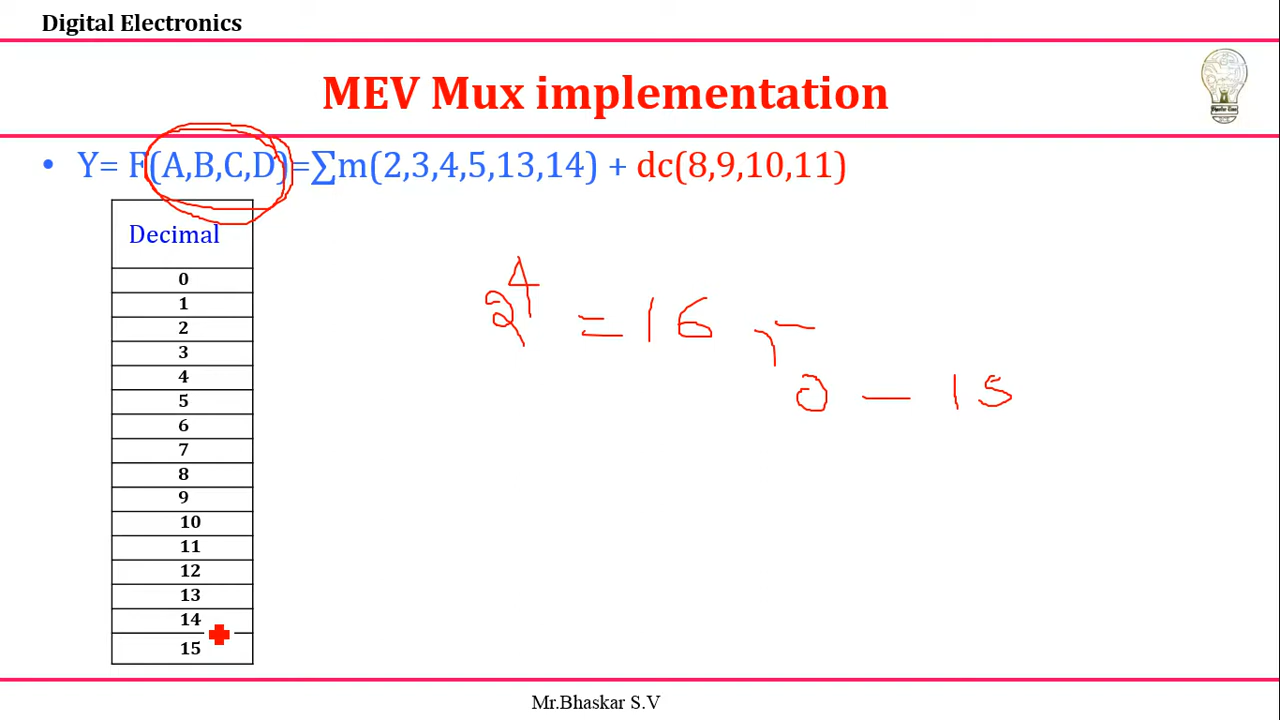 Digital Electronics
MEV Mux implementation
• Y= F(A,B,C,D)=∑m(2,3,4,5,13,14) + dc(8,9,10,11)
Decimal
0
1
2
3
4
5
6
7
8
9
10
11
12
13
14
15
2^4 = 16,
0 — 15
Mr.Bhaskar S.V